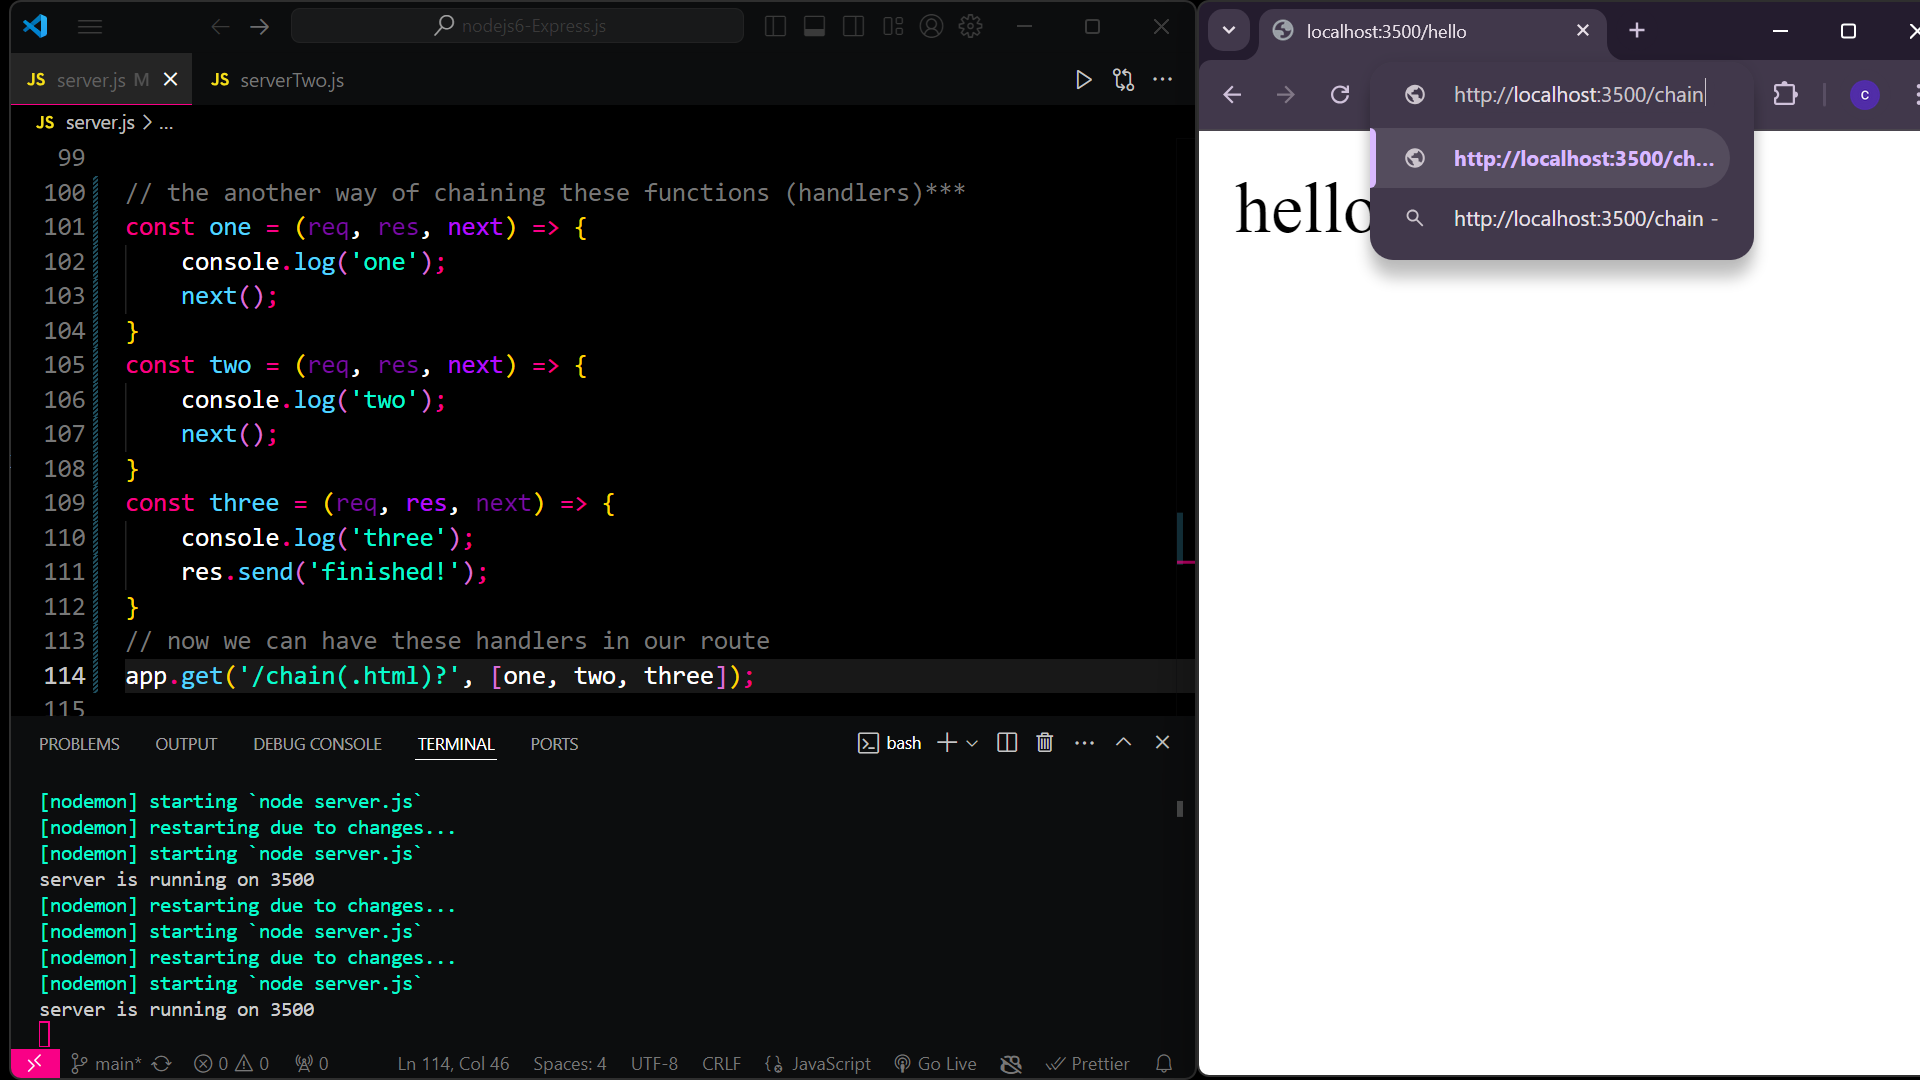 nodejs6-Express.js
JS server.js M
JS serverTwo.js
JS server.js > ...
99
100 // the another way of chaining these functions (handlers)***
101 const one = (req, res, next) => {
102     console.log('one');
103     next();
104 }
105 const two = (req, res, next) => {
106     console.log('two');
107     next();
108 }
109 const three = (req, res, next) => {
110     console.log('three');
111     res.send('finished!');
112 }
113 // now we can have these handlers in our route
114 app.get('/chain(.html)?', [one, two, three]);
115
PROBLEMS OUTPUT DEBUG CONSOLE TERMINAL PORTS
bash
[nodemon] starting `node server.js`
[nodemon] restarting due to changes...
[nodemon] starting `node server.js`
server is running on 3500
[nodemon] restarting due to changes...
[nodemon] starting `node server.js`
[nodemon] restarting due to changes...
[nodemon] starting `node server.js`
server is running on 3500
main* 0 0 0 Ln 114, Col 46 Spaces: 4 UTF-8 CRLF {} JavaScript Go Live Prettier
localhost:3500/hello
http://localhost:3500/chain
c
http://localhost:3500/ch...
http://localhost:3500/chain -
hello